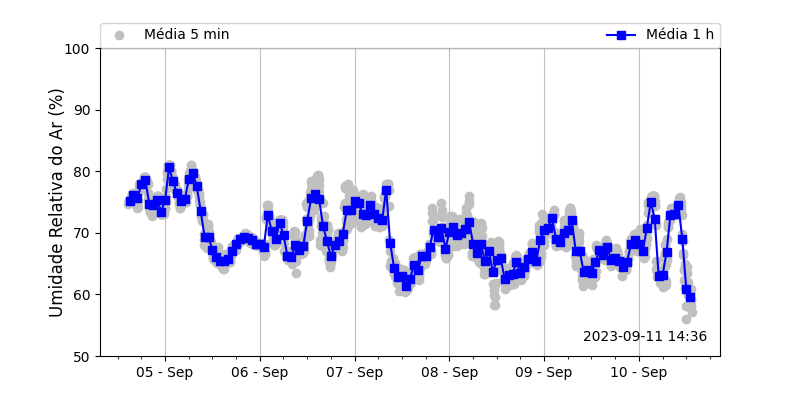 Média 5 min
Média 1 h
Umidade Relativa do Ar (%)
100
90
80
70
60
50
2023-09-11 14:36
05 - Sep
06 - Sep
07 - Sep
08 - Sep
09 - Sep
10 - Sep